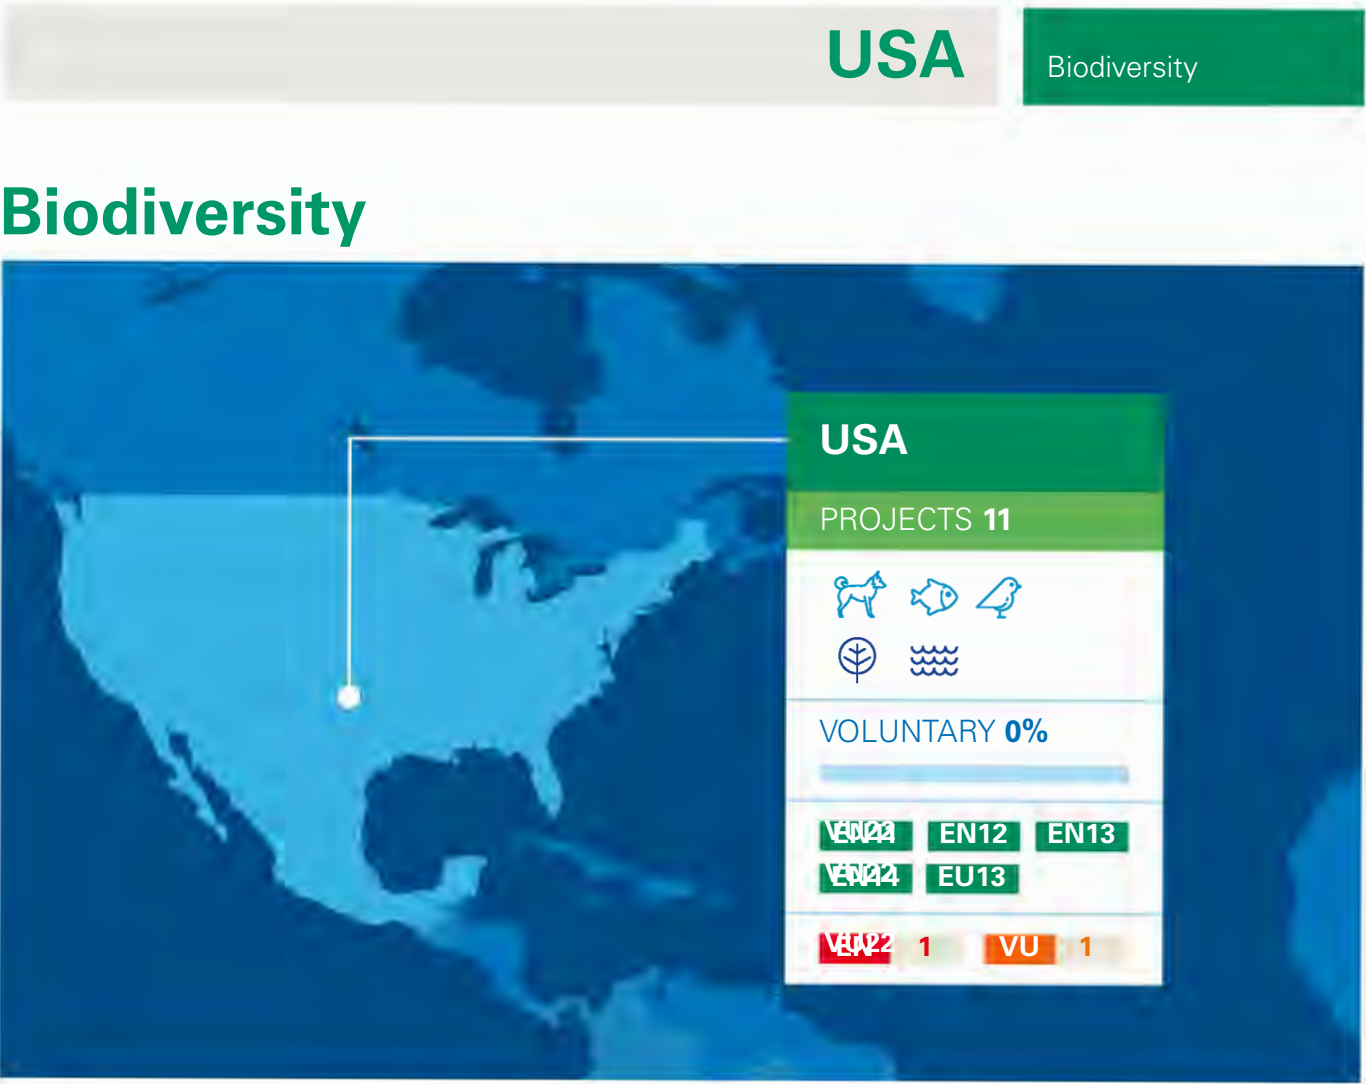 USA
Biodiversity
Biodiversity
USA
PROJECTS 11
VOLUNTARY 0%
EN12 EN13
EU13
1 VU 1